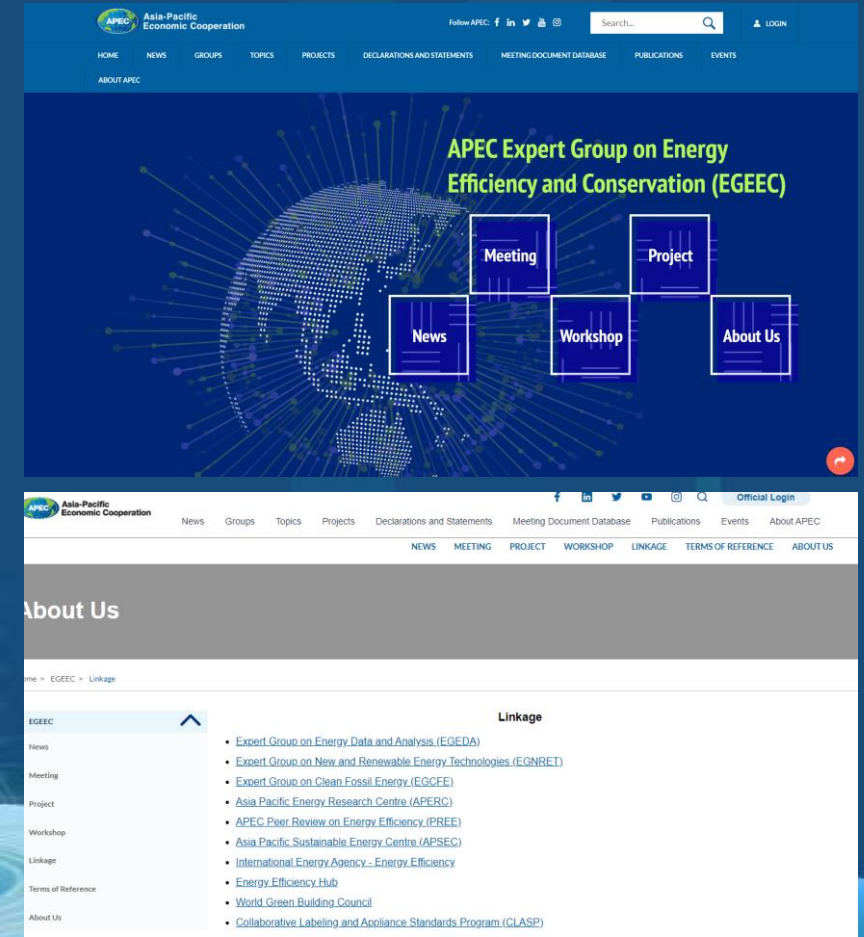 APEC
Asia-Pacific
Economic Cooperation
Follow APEC:
Search...
LOGIN
HOME NEWS GROUPS TOPICS PROJECTS DECLARATIONS AND STATEMENTS MEETING DOCUMENT DATABASE PUBLICATIONS EVENTS
ABOUT APEC
APEC Expert Group on Energy
Efficiency and Conservation (EGEEC)
Meeting Project
News Workshop About Us
APEC
Asia-Pacific
Economic Cooperation
Official Login
News Groups Topics Projects Declarations and Statements Meeting Document Database Publications Events About APEC
NEWS MEETING PROJECT WORKSHOP LINKAGE TERMS OF REFERENCE ABOUT US
About Us
ome > EGEEC > Linkage
EGEEC
News
Meeting
Project
Workshop
Linkage
Terms of Reference
About Us
Linkage
• Expert Group on Energy Data and Analysis (EGEDA)
• Expert Group on New and Renewable Energy Technologies (EGNRET)
• Expert Group on Clean Fossil Energy (EGCFE)
• Asia Pacific Energy Research Centre (APERC)
• APEC Peer Review on Energy Efficiency (PREE)
• Asia Pacific Sustainable Energy Centre (APSEC)
• International Energy Agency - Energy Efficiency
• Energy Efficiency Hub
• World Green Building Council
• Collaborative Labeling and Appliance Standards Program (CLASP)